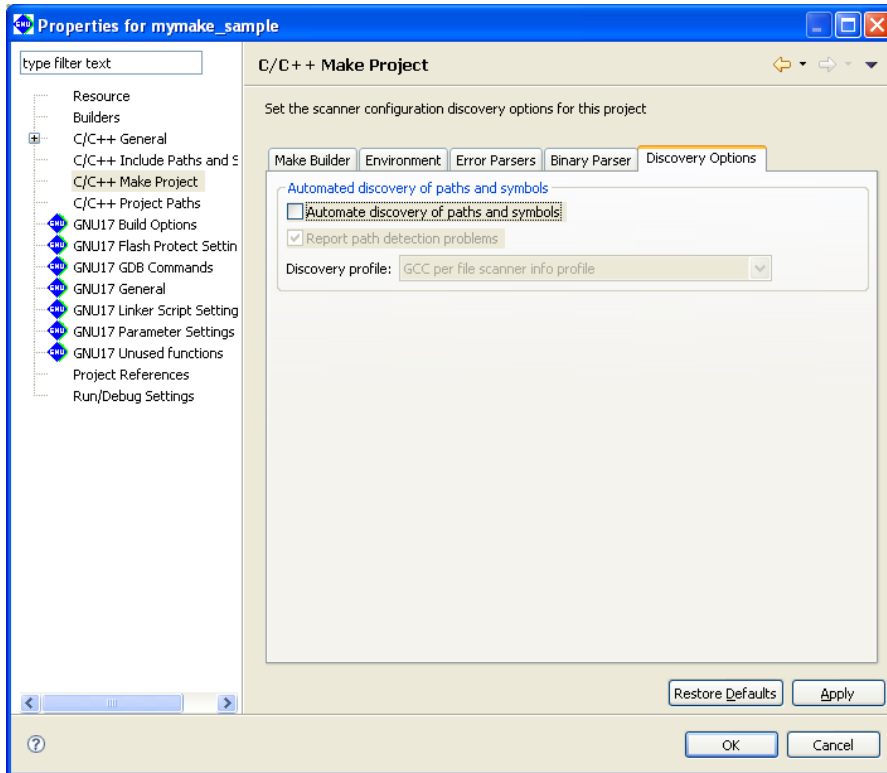 Properties for mymake_sample
type filter text
C/C++ Make Project
Resource
Builders
C/C++ General
C/C++ Include Paths and S
C/C++ Make Project
C/C++ Project Paths
GNU17 Build Options
GNU17 Flash Protect Settin
GNU17 GDB Commands
GNU17 General
GNU17 Linker Script Setting
GNU17 Parameter Settings
GNU17 Unused functions
Project References
Run/Debug Settings
Set the scanner configuration discovery options for this project
Make Builder Environment Error Parsers Binary Parser Discovery Options
Automated discovery of paths and symbols
Automate discovery of paths and symbols
Report path detection problems
Discovery profile: GCC per file scanner info profile
Restore Defaults Apply
OK Cancel